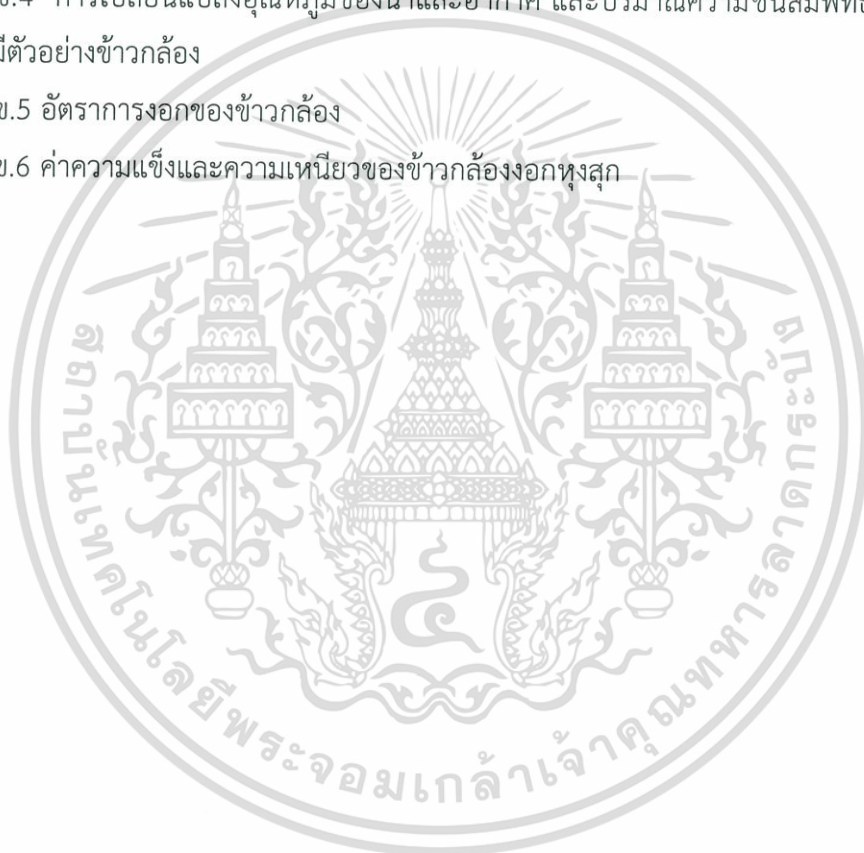 ข.4 การเปลี่ยนแปลงอุณหภูมิของน้ำและอากาศ และปริมาณความชื้นสัมพัทธ์
มีตัวอย่างข้าวกล้อง
ข.5 อัตราการงอกของข้าวกล้อง
ข.6 ค่าความแข็งและความเหนียวของข้าวกล้องงอกหุงสุก
สถาบันเทคโนโลยีพระจอมเกล้าเจ้าคุณทหารลาดกระบัง